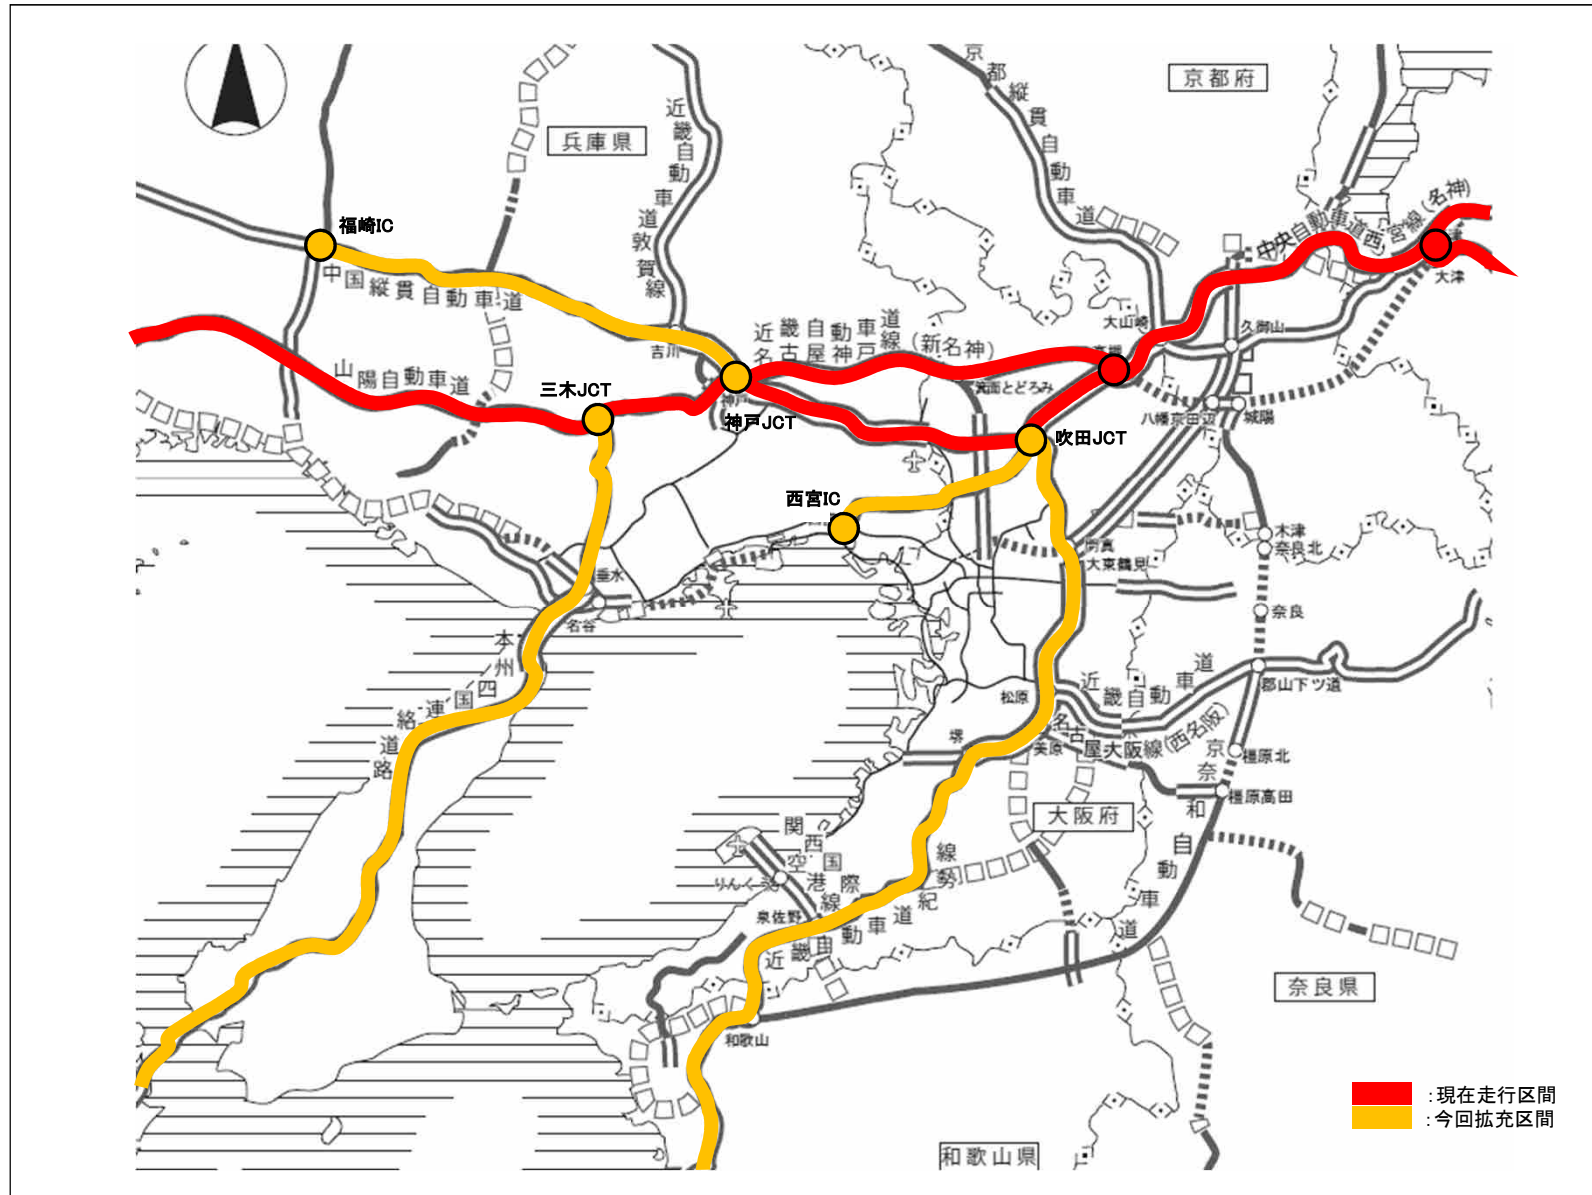 京都府
兵庫県
京都縦貫自動車道
近畿自動車道敦賀線
中央自動車道西宮線(名神)
福崎IC
中国縦貫自動車道
大津
大山崎
久御山
近畿自動車道
名古屋神戸線(新名神)
吉川
山陽自動車道
三木JCT
神戸
神戸JCT
箕面とどろみ
八幡京田辺
城陽
吹田JCT
西宮IC
木津
奈良北
門真
大東鶴見
垂水
名谷
奈良
本州四国連絡道路
松原
近畿自動車道
名古屋大阪線(西名阪)
郡山下ツ道
堺
美原
橿原北
橿原高田
京奈和自動車道
大阪府
関西国際空港線
りんくう
泉佐野
近畿自動車道紀勢線
奈良県
和歌山
和歌山県
:現在走行区間
:今回拡充区間